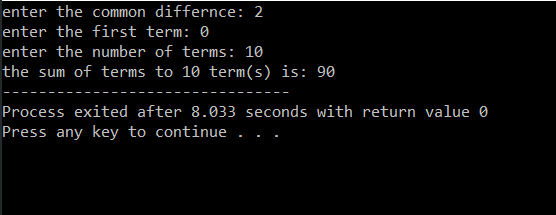 enter the common differnce: 2
enter the first term: 0
enter the number of terms: 10
the sum of terms to 10 term(s) is: 90
--------------------------------
Process exited after 8.033 seconds with return value 0
Press any key to continue . . .